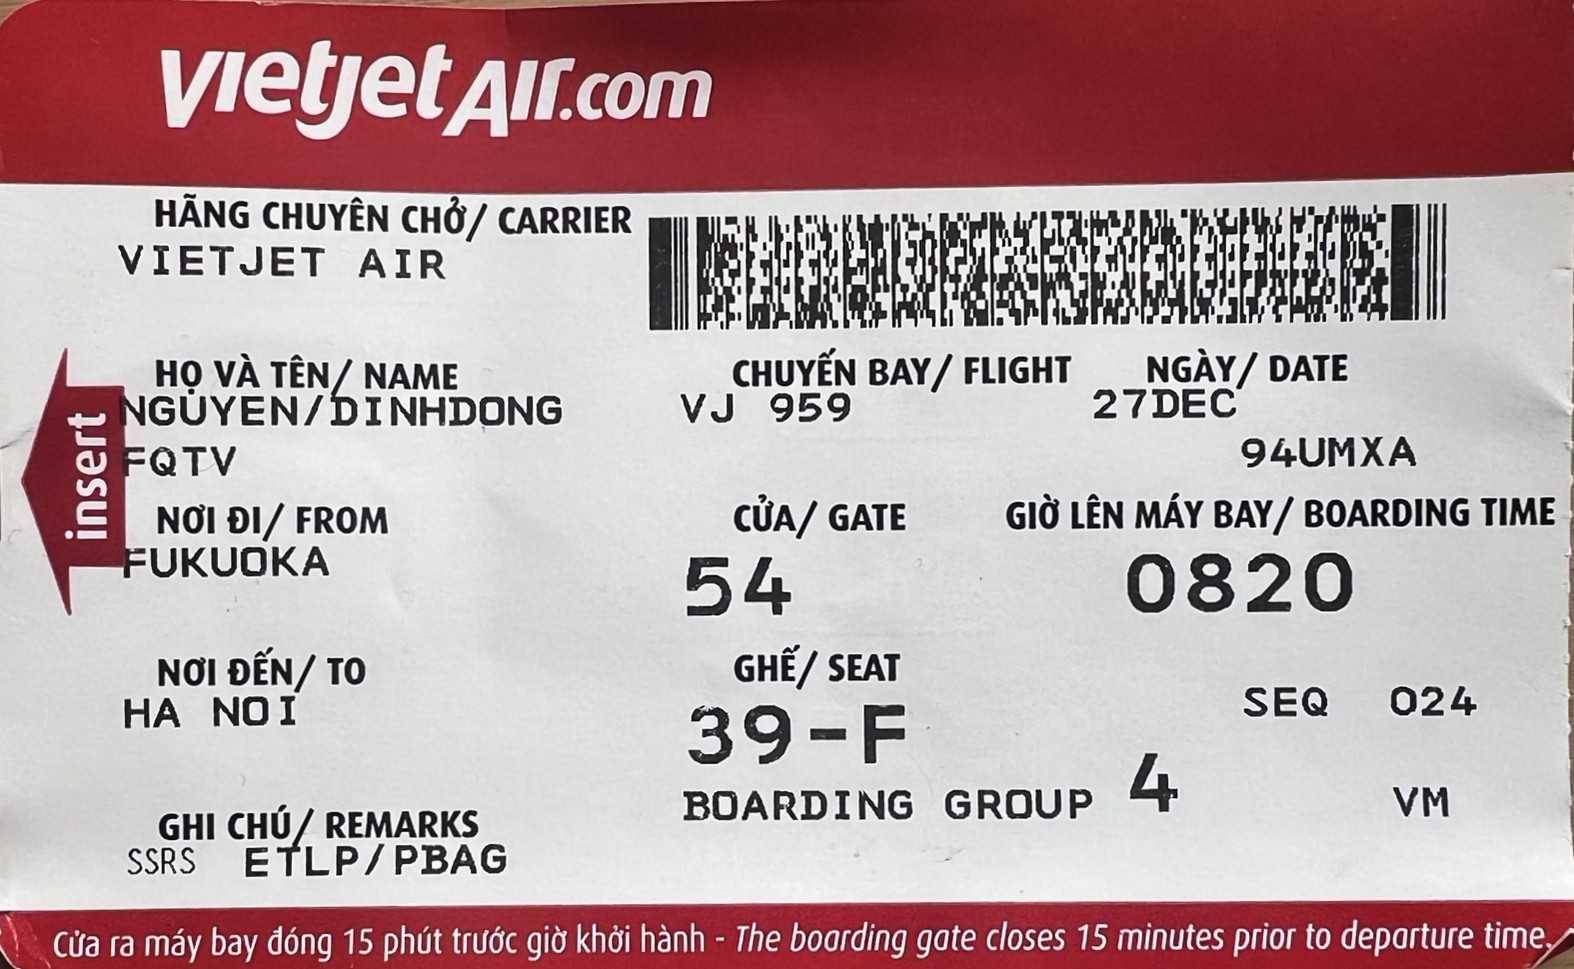 vietjetAir.com
HÃNG CHUYÊN CHỞ/ CARRIER
VIETJET AIR
HỌ VÀ TÊN/ NAME
NGUYEN/DINHDONG
FQTV
CHUYẾN BAY/ FLIGHT
VJ 959
NGÀY/ DATE
27DEC
94UMXA
insert
NƠI ĐI/ FROM
FUKUOKA
CỬA/ GATE
54
GIỜ LÊN MÁY BAY/ BOARDING TIME
0820
NƠI ĐẾN/ TO
HA NOI
GHẾ/ SEAT
39-F
SEQ 024
BOARDING GROUP 4
VM
GHI CHÚ/ REMARKS
SSRS ETLP/PBAG
Cửa ra máy bay đóng 15 phút trước giờ khởi hành - The boarding gate closes 15 minutes prior to departure time.